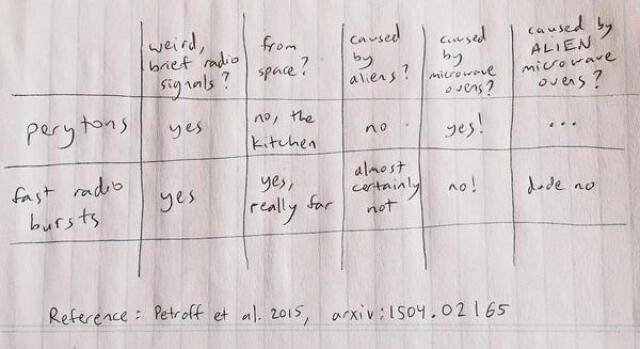 weird,
brief radio
signals?
from
space?
caused
by
aliens?
caused
by
microwave
ovens?
caused by
ALIEN
microwave
ovens?
perytons
yes
no, the
kitchen
no
yes!
...
fast radio
bursts
yes
yes,
really far
almost
certainly
not
no!
dude no
Reference: Petroff et al. 2015, arxiv:1504.02165